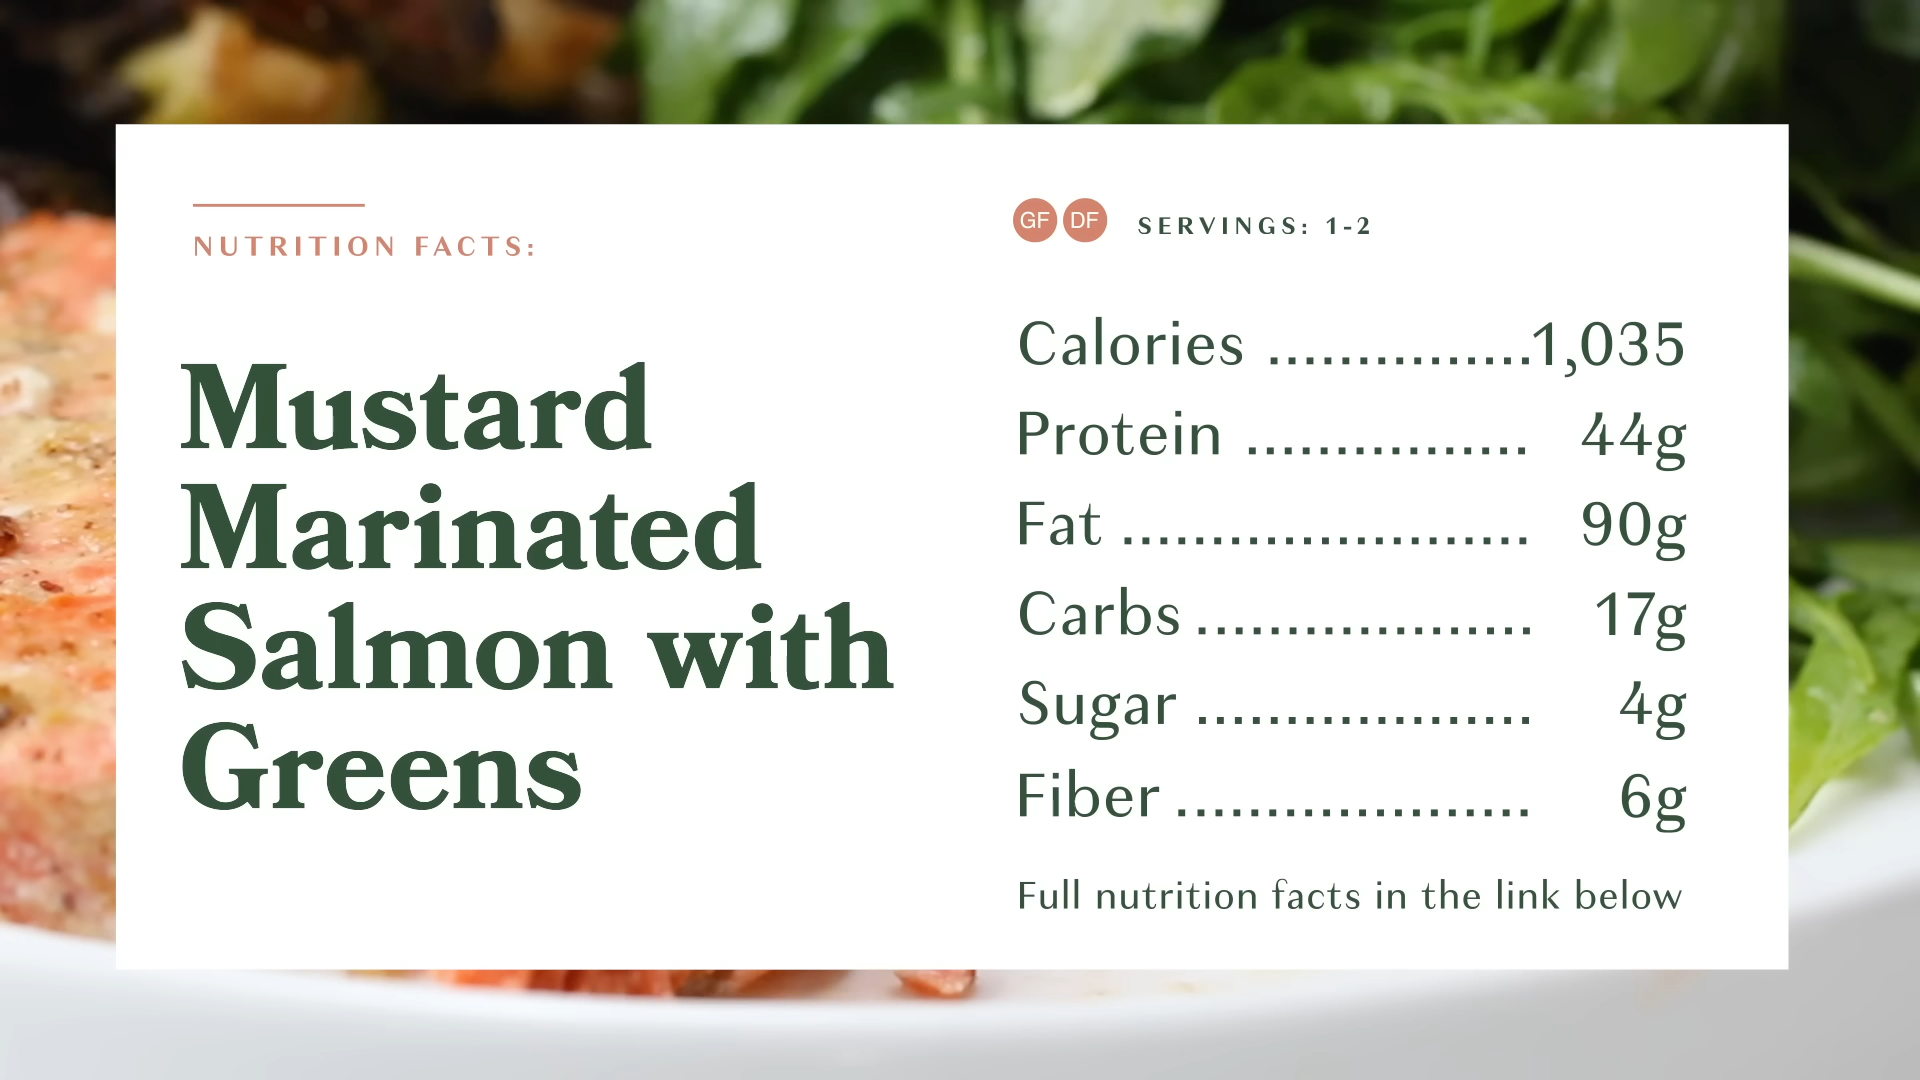 NUTRITION FACTS:
Mustard
Marinated
Salmon with
Greens
GF DF SERVINGS: 1-2
Calories ...............1,035
Protein ................ 44g
Fat ....................... 90g
Carbs ................... 17g
Sugar ................... 4g
Fiber .................... 6g
Full nutrition facts in the link below